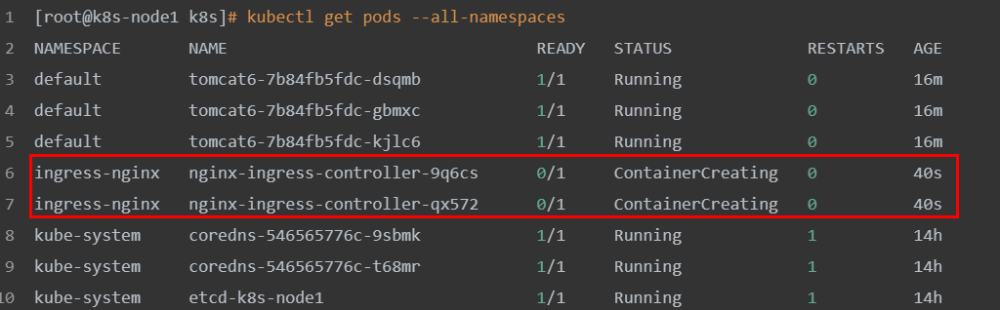 1 [root@k8s-node1 k8s]# kubectl get pods --all-namespaces
2 NAMESPACE NAME READY STATUS RESTARTS AGE
3 default tomcat6-7b84fb5fdc-dsqmb 1/1 Running 0 16m
4 default tomcat6-7b84fb5fdc-gbmxc 1/1 Running 0 16m
5 default tomcat6-7b84fb5fdc-kjlc6 1/1 Running 0 16m
6 ingress-nginx nginx-ingress-controller-9q6cs 0/1 ContainerCreating 0 40s
7 ingress-nginx nginx-ingress-controller-qx572 0/1 ContainerCreating 0 40s
8 kube-system coredns-546565776c-9sbmk 1/1 Running 1 14h
9 kube-system coredns-546565776c-t68mr 1/1 Running 1 14h
10 kube-system etcd-k8s-node1 1/1 Running 1 14h